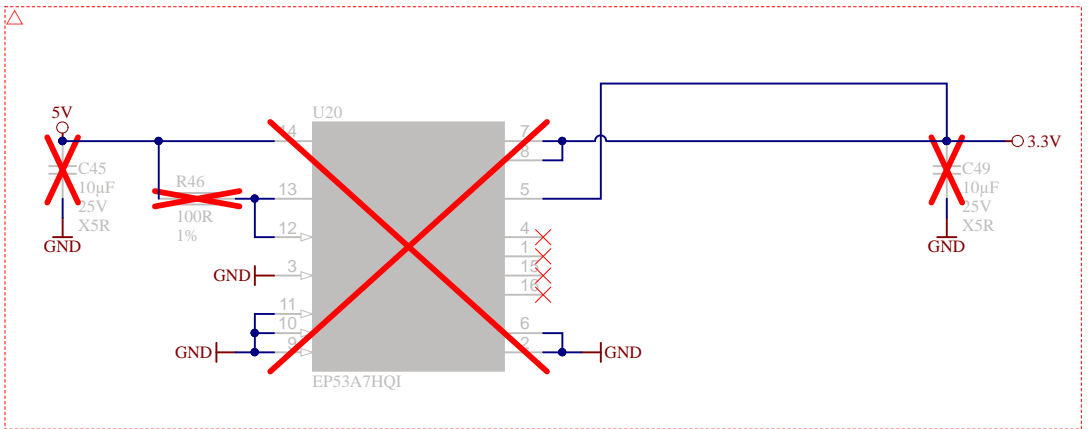 U20
5V
14
7
3.3V
8
C45
10µF
25V
X5R
GND
R46
100R
1%
13
5
C49
10µF
25V
X5R
GND
12
4
1
GND
3
15
16
11
10
6
GND
9
2
GND
EP53A7HQI